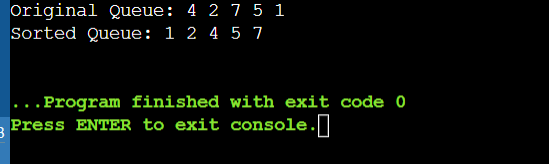 Original Queue: 4 2 7 5 1
Sorted Queue: 1 2 4 5 7
...Program finished with exit code 0
Press ENTER to exit console.